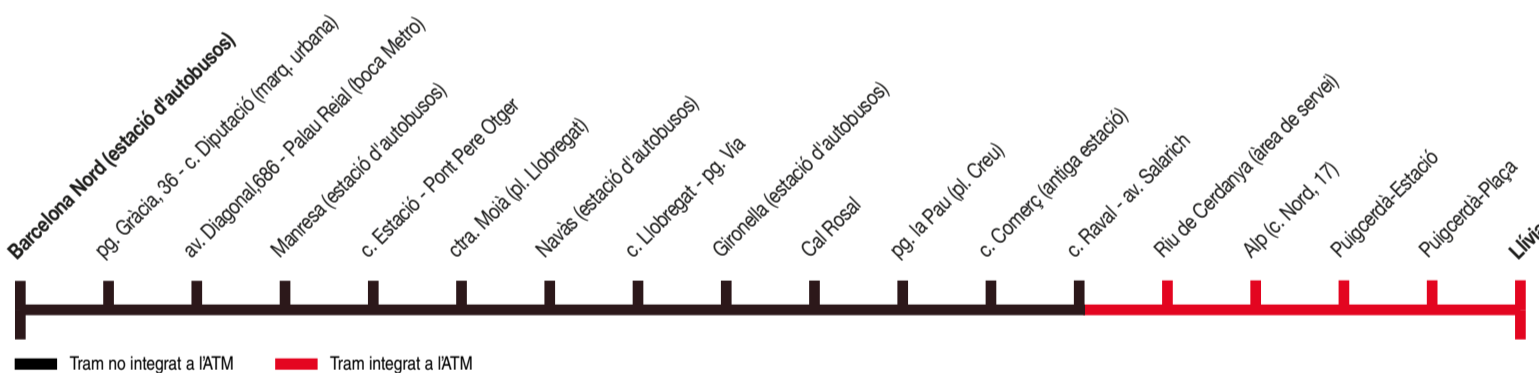 Barcelona Nord (estació d'autobusos)
pg. Gràcia, 36 - c. Diputació (marq. urbana)
av. Diagonal,686 - Palau Reial (boca Metro)
Manresa (estació d'autobusos)
c. Estació - Pont Pere Otger
ctra. Moià (pl. Llobregat)
Navàs (estació d'autobusos)
c. Llobregat - pg. Via
Gironella (estació d'autobusos)
Cal Rosal
pg. la Pau (pl. Creu)
c. Comerç (antiga estació)
c. Raval - av. Salarich
Riu de Cerdanya (àrea de servei)
Alp (c. Nord, 17)
Puigcerdà-Estació
Puigcerdà-Plaça
Tram no integrat a l'ATM
Tram integrat a l'ATM